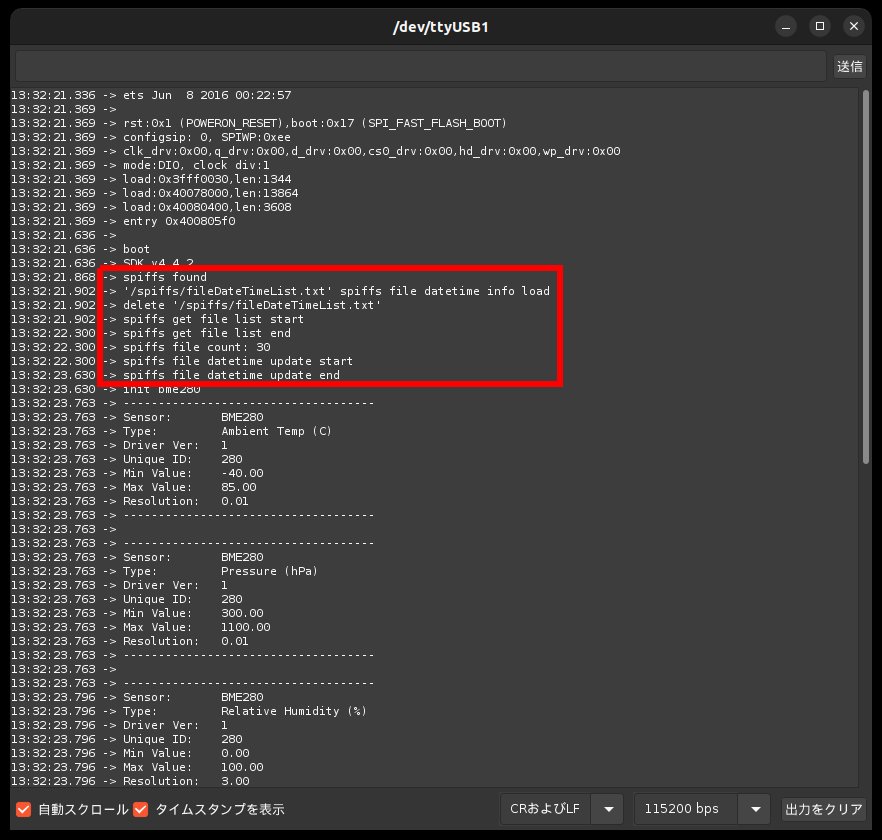 /dev/ttyUSB1
送信
13:32:21.336 -> ets Jun  8 2016 00:22:57
13:32:21.369 ->
13:32:21.369 -> rst:0x1 (POWERON_RESET),boot:0x17 (SPI_FAST_FLASH_BOOT)
13:32:21.369 -> configsip: 0, SPIWP:0xee
13:32:21.369 -> clk_drv:0x00,q_drv:0x00,d_drv:0x00,cs0_drv:0x00,hd_drv:0x00,wp_drv:0x00
13:32:21.369 -> mode:DIO, clock div:1
13:32:21.369 -> load:0x3fff0030,len:1344
13:32:21.369 -> load:0x40078000,len:13864
13:32:21.369 -> load:0x40080400,len:3608
13:32:21.369 -> entry 0x400805f0
13:32:21.636 ->
13:32:21.636 -> boot
13:32:21.636 -> SDK v4.4.2
13:32:21.868 -> spiffs found
13:32:21.902 -> '/spiffs/fileDateTimeList.txt' spiffs file datetime info load
13:32:21.902 -> delete '/spiffs/fileDateTimeList.txt'
13:32:21.902 -> spiffs get file list start
13:32:22.300 -> spiffs get file list end
13:32:22.300 -> spiffs file count: 30
13:32:22.300 -> spiffs file datetime update start
13:32:23.630 -> spiffs file datetime update end
13:32:23.630 -> init bme280
13:32:23.763 -> ------------------------------------
13:32:23.763 -> Sensor:       BME280
13:32:23.763 -> Type:         Ambient Temp (C)
13:32:23.763 -> Driver Ver:   1
13:32:23.763 -> Unique ID:    280
13:32:23.763 -> Min Value:    -40.00
13:32:23.763 -> Max Value:    85.00
13:32:23.763 -> Resolution:   0.01
13:32:23.763 -> ------------------------------------
13:32:23.763 ->
13:32:23.763 -> ------------------------------------
13:32:23.763 -> Sensor:       BME280
13:32:23.763 -> Type:         Pressure (hPa)
13:32:23.763 -> Driver Ver:   1
13:32:23.763 -> Unique ID:    280
13:32:23.763 -> Min Value:    300.00
13:32:23.763 -> Max Value:    1100.00
13:32:23.763 -> Resolution:   0.01
13:32:23.763 -> ------------------------------------
13:32:23.763 ->
13:32:23.763 -> ------------------------------------
13:32:23.796 -> Sensor:       BME280
13:32:23.796 -> Type:         Relative Humidity (%)
13:32:23.796 -> Driver Ver:   1
13:32:23.796 -> Unique ID:    280
13:32:23.796 -> Min Value:    0.00
13:32:23.796 -> Max Value:    100.00
13:32:23.796 -> Resolution:   3.00
自動スクロール タイムスタンプを表示 CRおよびLF 115200 bps 出力をクリア